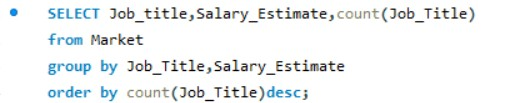 SELECT Job_title,Salary_Estimate,count(Job_Title)
from Market
group by Job_Title,Salary_Estimate
order by count(Job_Title)desc;